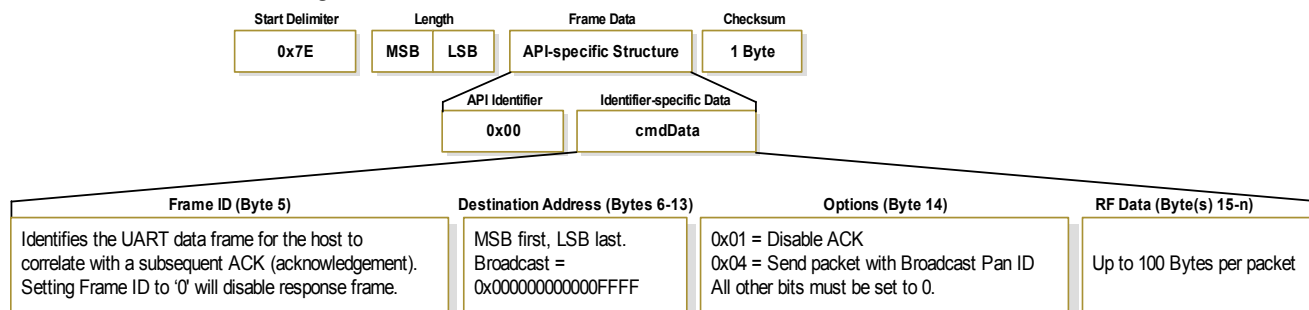 Start Delimiter Length Frame Data Checksum
0x7E MSB LSB API-specific Structure 1 Byte
API Identifier Identifier-specific Data
0x00 cmdData
Frame ID (Byte 5)
Identifies the UART data frame for the host to
correlate with a subsequent ACK (acknowledgement).
Setting Frame ID to ‘0' will disable response frame.
Destination Address (Bytes 6-13)
MSB first, LSB last.
Broadcast =
0x000000000000FFFF
Options (Byte 14)
0x01 = Disable ACK
0x04 = Send packet with Broadcast Pan ID
All other bits must be set to 0.
RF Data (Byte(s) 15-n)
Up to 100 Bytes per packet